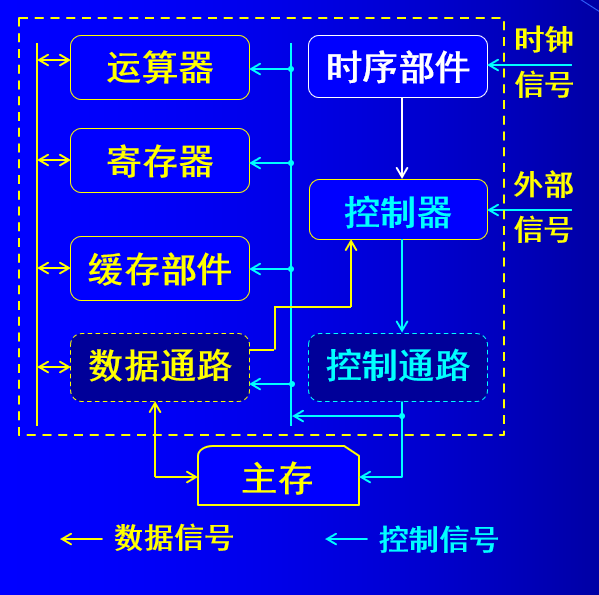 运算器
时序部件
时钟
信号
寄存器
控制器
外部
信号
缓存部件
数据通路
控制通路
主存
数据信号
控制信号